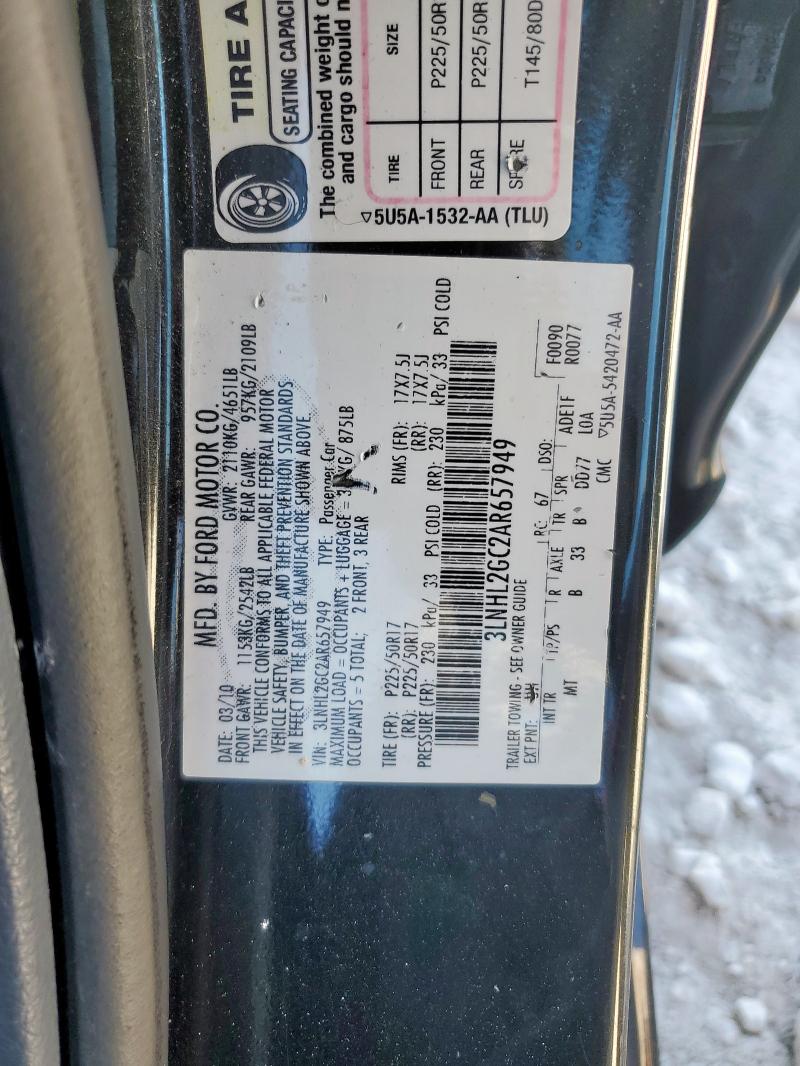 TIRE A
SEATING CAPACI
The combined weight o
and cargo should n
TIRE SIZE
FRONT P225/50R
REAR P225/50R
T145/80D
▽5U5A-1532-AA (TLU)
MFD. BY FORD MOTOR CO.
DATE: 03/10 GVWR: 2110KG/4651LB
FRONT GAWR: 1153KG/2542LB REAR GAWR: 957KG/2109LB
THIS VEHICLE CONFORMS TO ALL APPLICABLE FEDERAL MOTOR
VEHICLE SAFETY, BUMPER, AND THEFT PREVENTION STANDARDS
IN EFFECT ON THE DATE OF MANUFACTURE SHOWN ABOVE
VIN: 3LNHL2GC2AR657949 TYPE: Passenger Car
MAXIMUM LOAD = OCCUPANTS + LUGGAGE = KG/ 875LB
OCCUPANTS = 5 TOTAL; 2 FRONT, 3 REAR
TIRE (FR): P225/50R17 RIMS (FR): 17X7.5J
(RR): P225/50R17 (RR): 17X7.5J
PRESSURE (FR): 230 kPa/ 33 PSI COLD (RR): 230 kPa/ 33 PSI COLD
3LNHL2GC2AR657949
TRAILER TOWING - SEE OWNER GUIDE
EXT PNT: RC: 67 DSO: F0090
INT TR TP/PS R AXLE TR SPR ADE1F R0077
MT B 33 B DD77 LOA
CMC ▽5U5A-5420472-AA